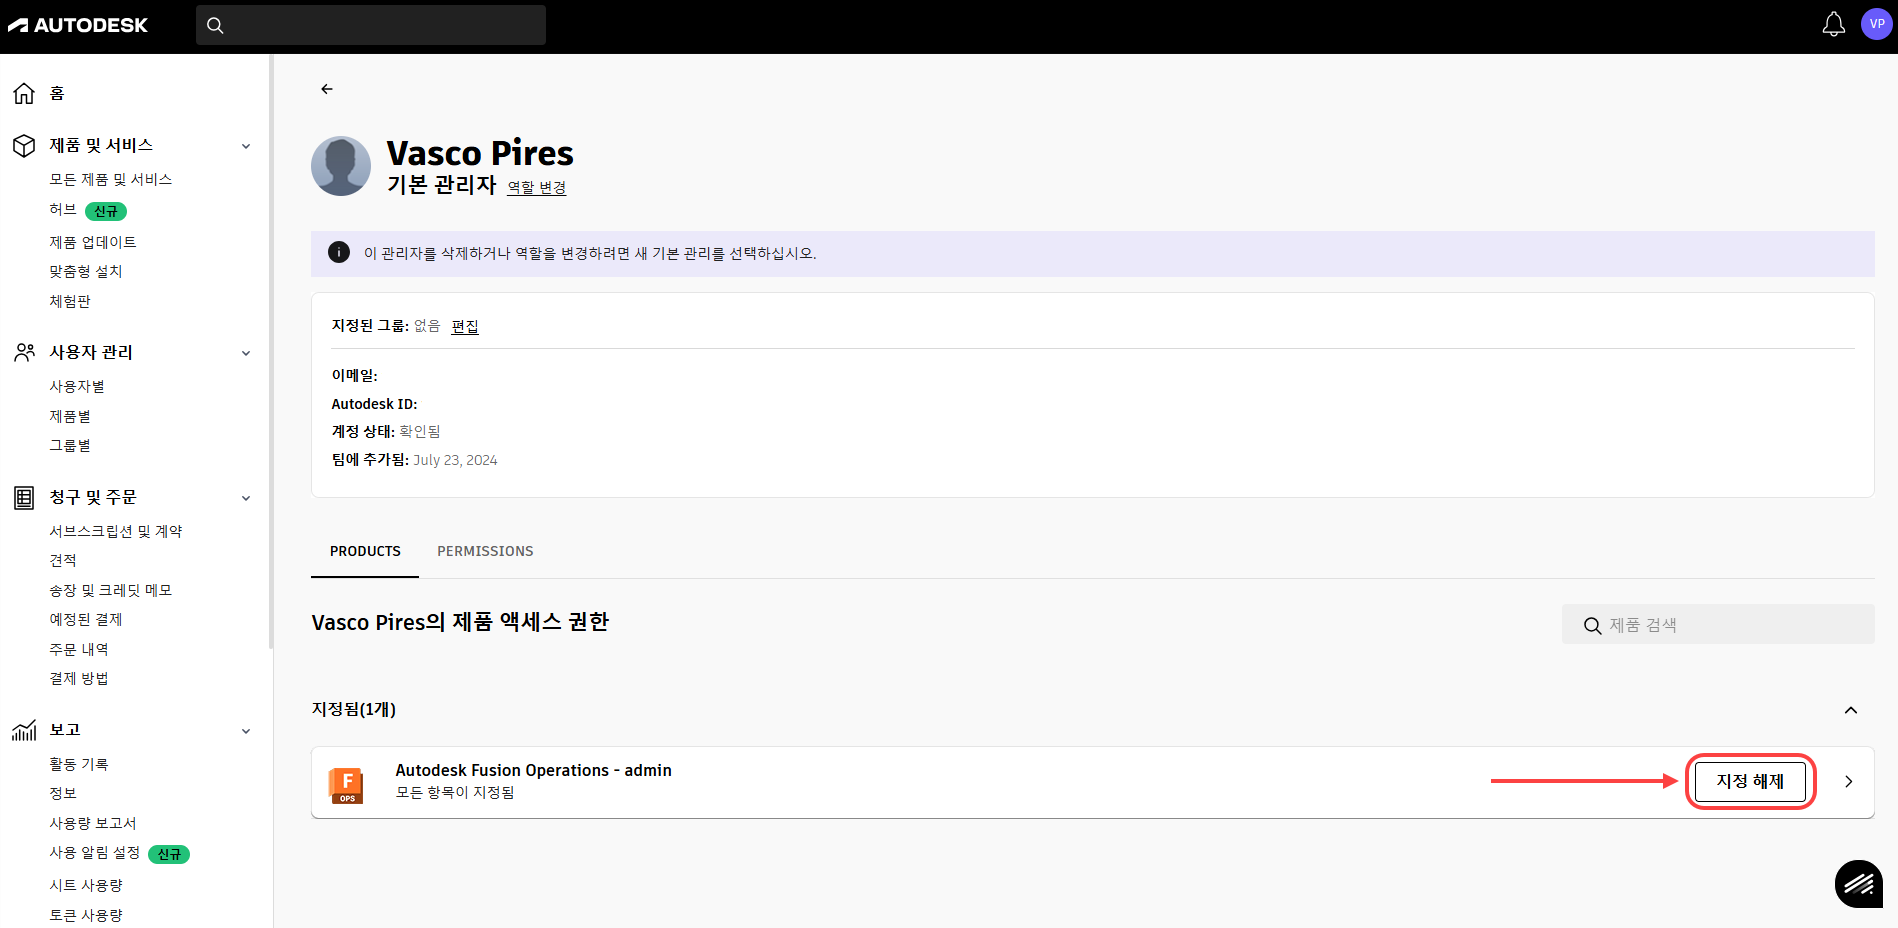 AUTODESK
VP
홈
제품 및 서비스
모든 제품 및 서비스
허브 신규
제품 업데이트
맞춤형 설치
체험판
사용자 관리
사용자별
제품별
그룹별
청구 및 주문
서브스크립션 및 계약
견적
송장 및 크레딧 메모
예정된 결제
주문 내역
결제 방법
보고
활동 기록
정보
사용량 보고서
사용 알림 설정 신규
시트 사용량
토큰 사용량
Vasco Pires
기본 관리자 역할 변경
이 관리자를 삭제하거나 역할을 변경하려면 새 기본 관리를 선택하십시오.
지정된 그룹: 없음 편집
이메일:
Autodesk ID:
계정 상태: 확인됨
팀에 추가됨: July 23, 2024
PRODUCTS PERMISSIONS
Vasco Pires의 제품 액세스 권한
제품 검색
지정됨(1개)
F
OPS
Autodesk Fusion Operations - admin
모든 항목이 지정됨
지정 해제